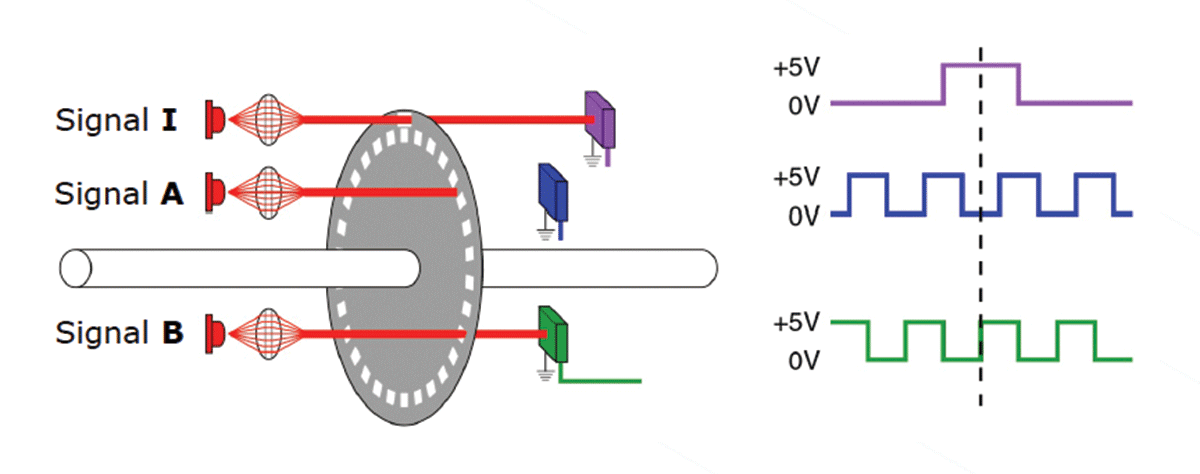 Signal I
Signal A
Signal B
+5V
0V
+5V
0V
+5V
0V